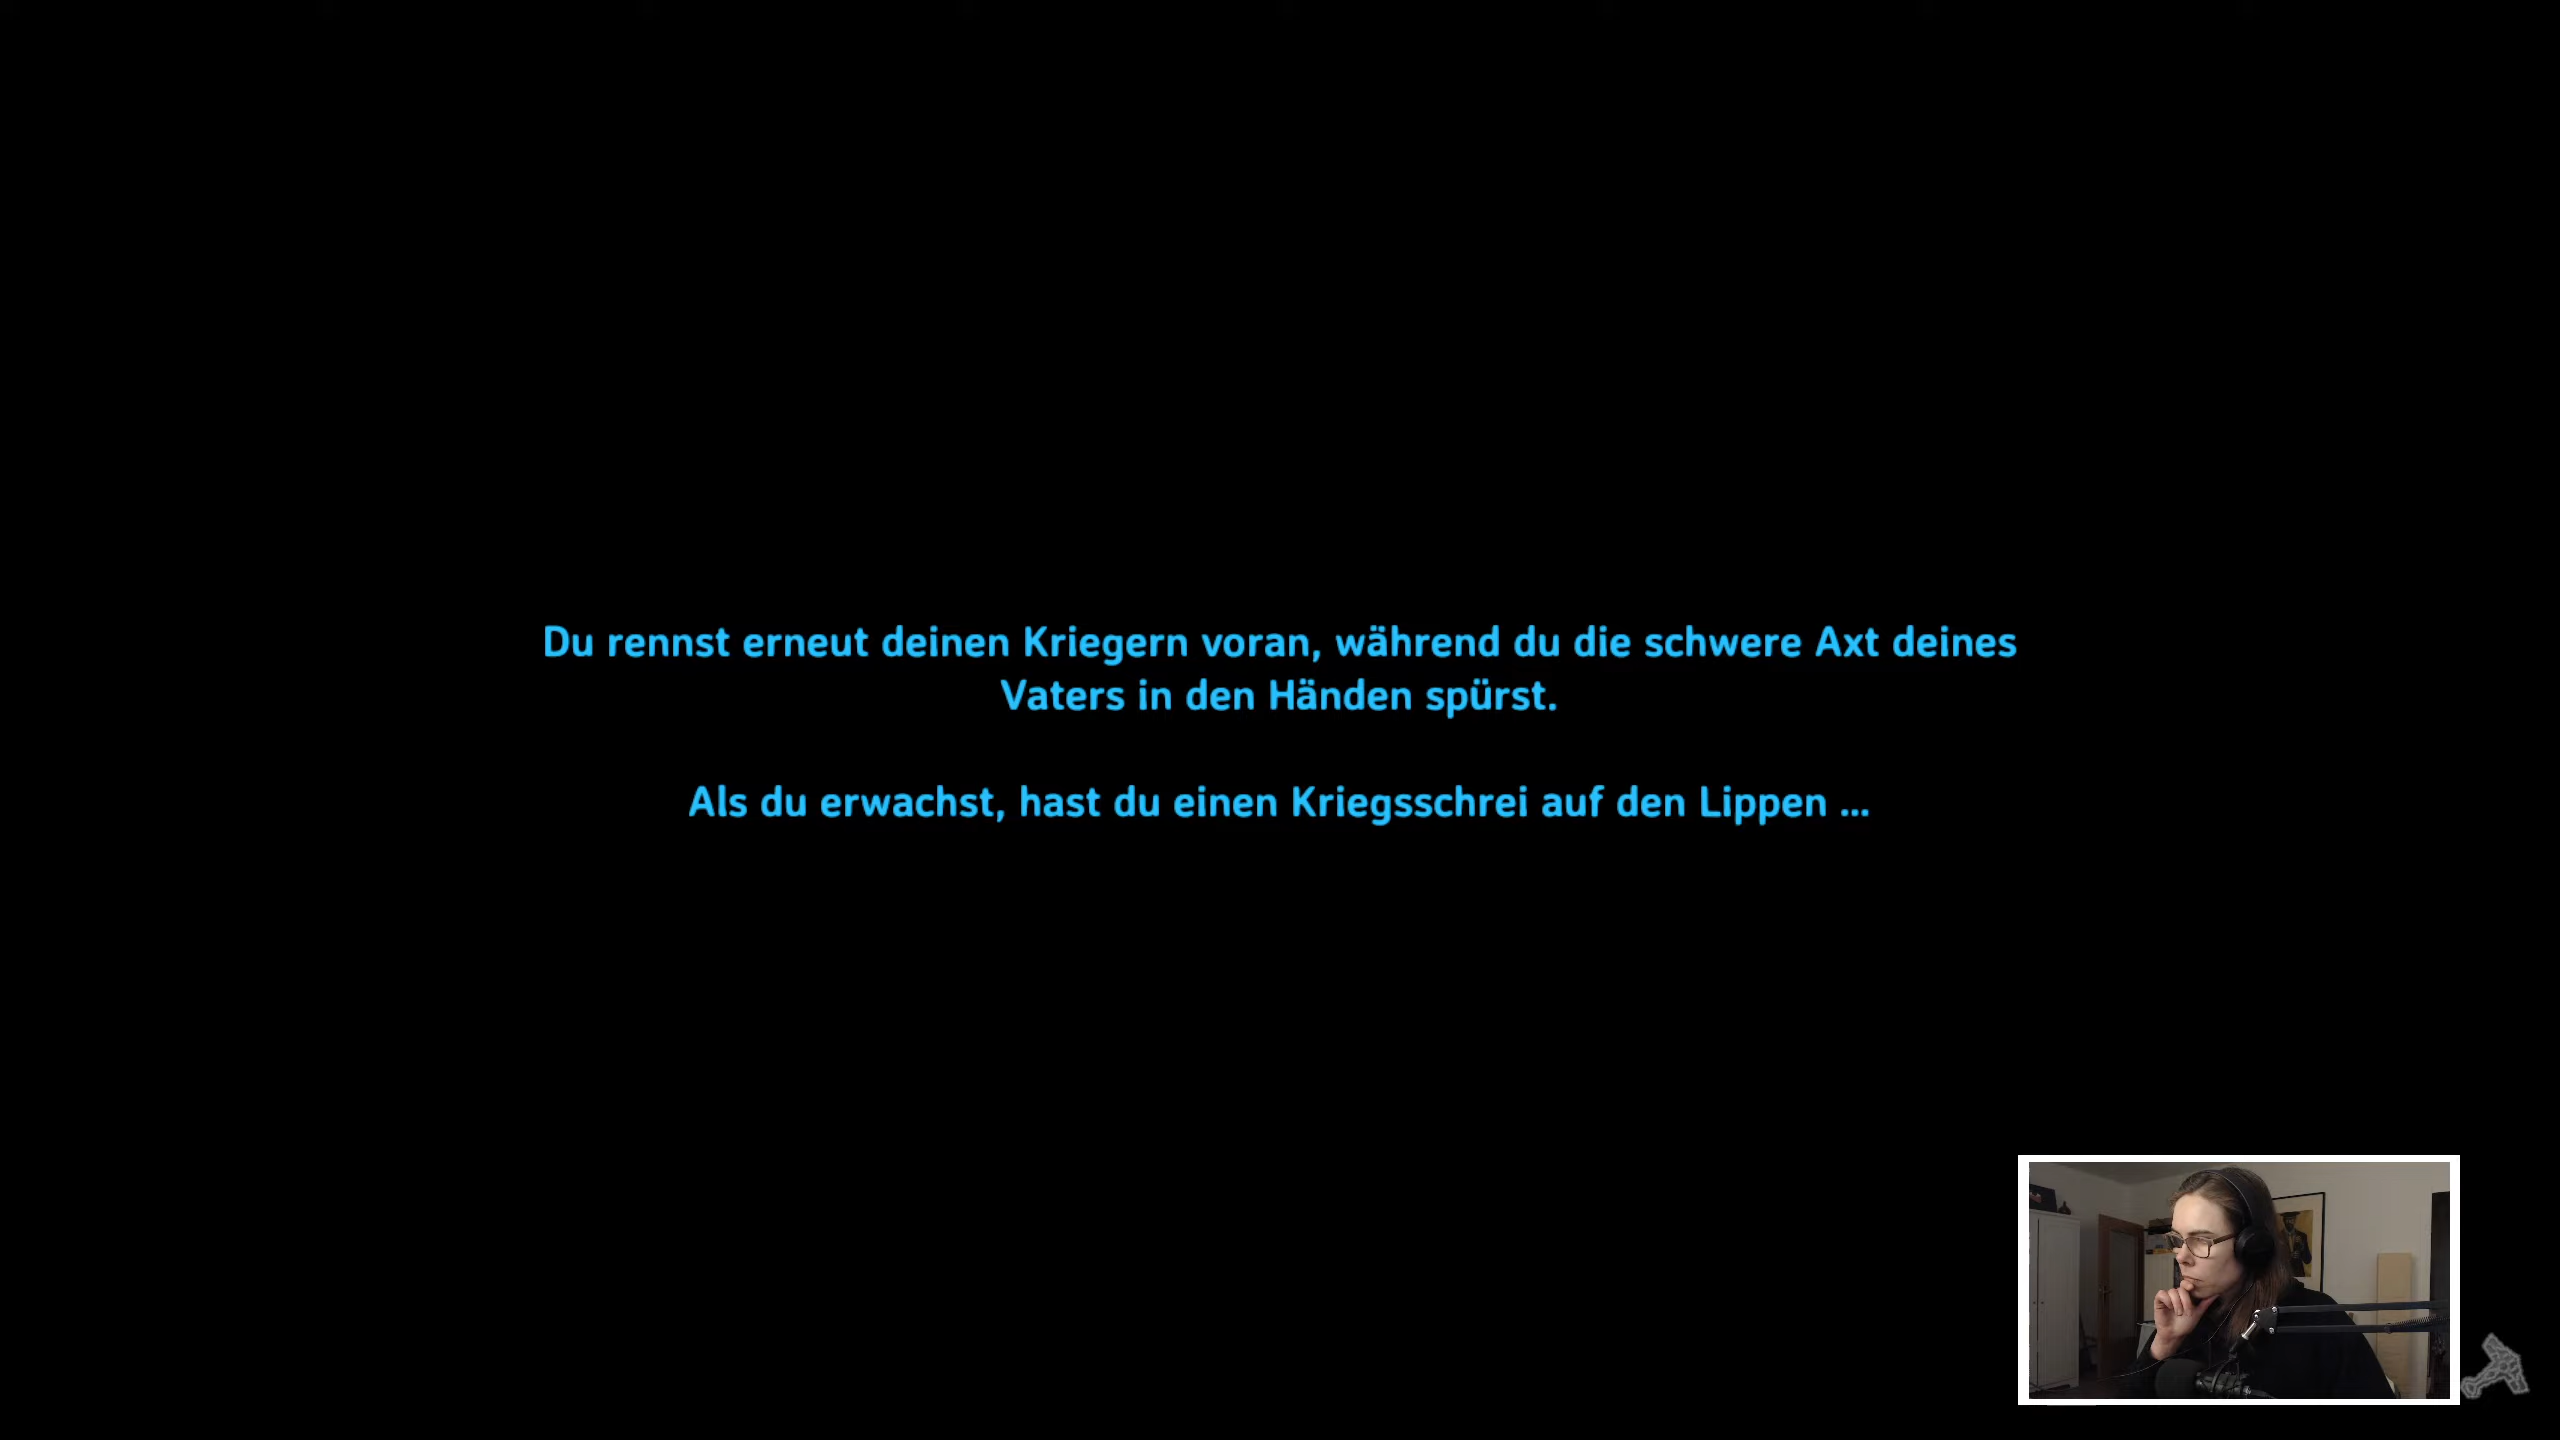 Du rennst erneut deinen Kriegern voran, während du die schwere Axt deines
Vaters in den Händen spürst.
Als du erwachst, hast du einen Kriegsschrei auf den Lippen ...